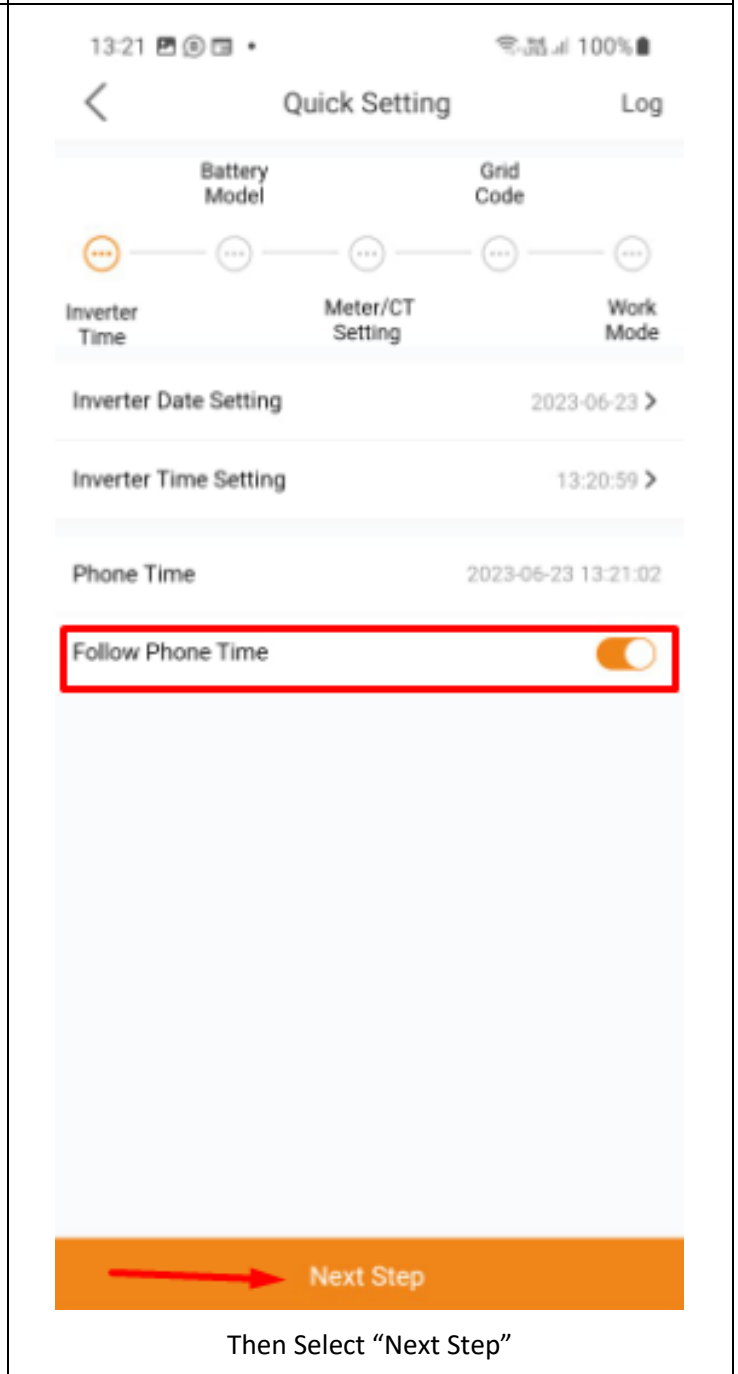 13:21 100%
Quick Setting Log
Battery Grid
Model Code
Inverter Meter/CT Work
Time Setting Mode
Inverter Date Setting 2023-06-23 >
Inverter Time Setting 13:20:59 >
Phone Time 2023-06-23 13:21:02
Follow Phone Time
Next Step
Then Select “Next Step”